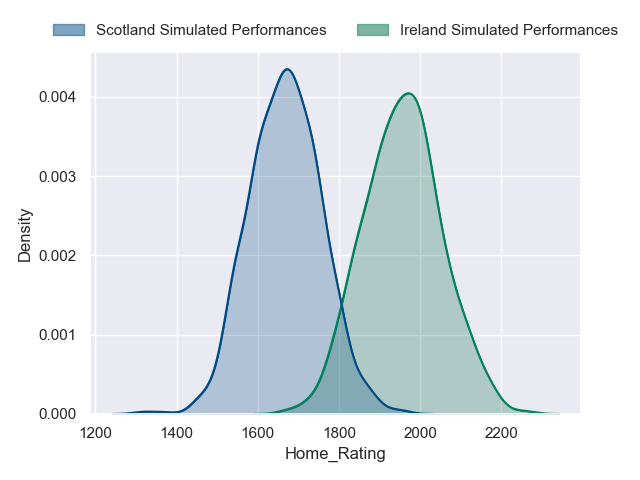 Scotland Simulated Performances Ireland Simulated Performances
0.004
0.003
0.002
0.001
0.000
Density
1200 1400 1600 1800 2000 2200
Home_Rating